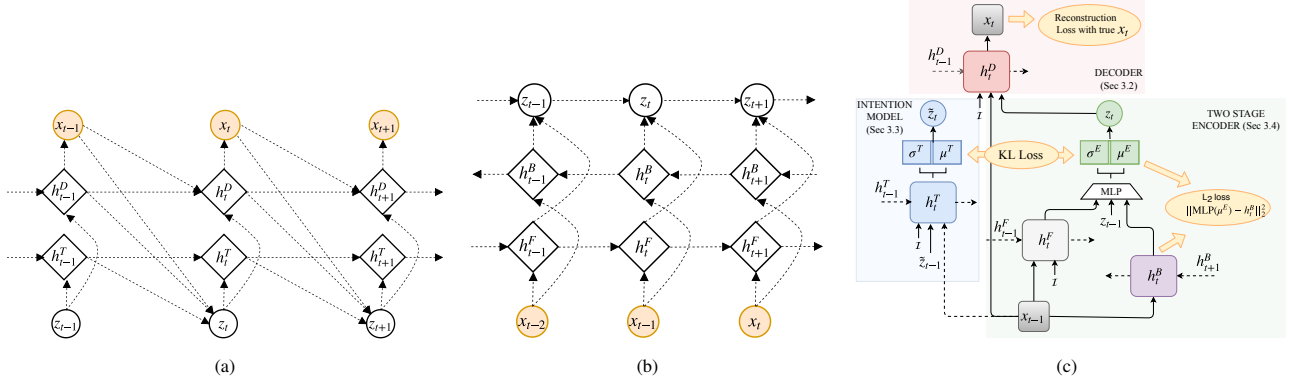 x_{t-1} x_t x_{t+1}
h^D_{t-1} h^D_t h^D_{t+1}
h^T_{t-1} h^T_t h^T_{t+1}
z_{t-1} z_t z_{t+1}
(a)
z_{t-1} z_t z_{t+1}
h^B_{t-1} h^B_t h^B_{t+1}
h^F_{t-1} h^F_t h^F_{t+1}
x_{t-2} x_{t-1} x_t
(b)
x_t
Reconstruction
Loss with true x_t
h^D_{t-1}
h^D_t
DECODER
(Sec 3.2)
I
INTENTION
MODEL
(Sec 3.3)
z̃_t
σ^T μ^T
h^T_{t-1}
h^T_t
I
z̃_{t-1}
KL Loss
z_t
TWO STAGE
ENCODER (Sec 3.4)
σ^E μ^E
MLP
L_2 loss
||MLP(μ^E) − h^B_t||^2_2
z_{t-1}
h^F_{t-1}
h^F_t
I
h^B_t
h^B_{t+1}
x_{t-1}
(c)